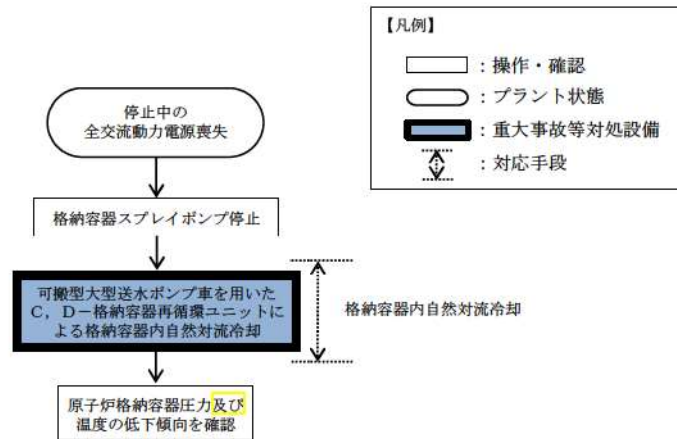 【凡例】
：操作・確認
：プラント状態
：重大事故等対処設備
：対応手段
停止中の
全交流動力電源喪失
格納容器スプレイポンプ停止
可搬型大型送水ポンプ車を用いた
C，D－格納容器再循環ユニットに
よる格納容器内自然対流冷却
格納容器内自然対流冷却
原子炉格納容器圧力及び
温度の低下傾向を確認